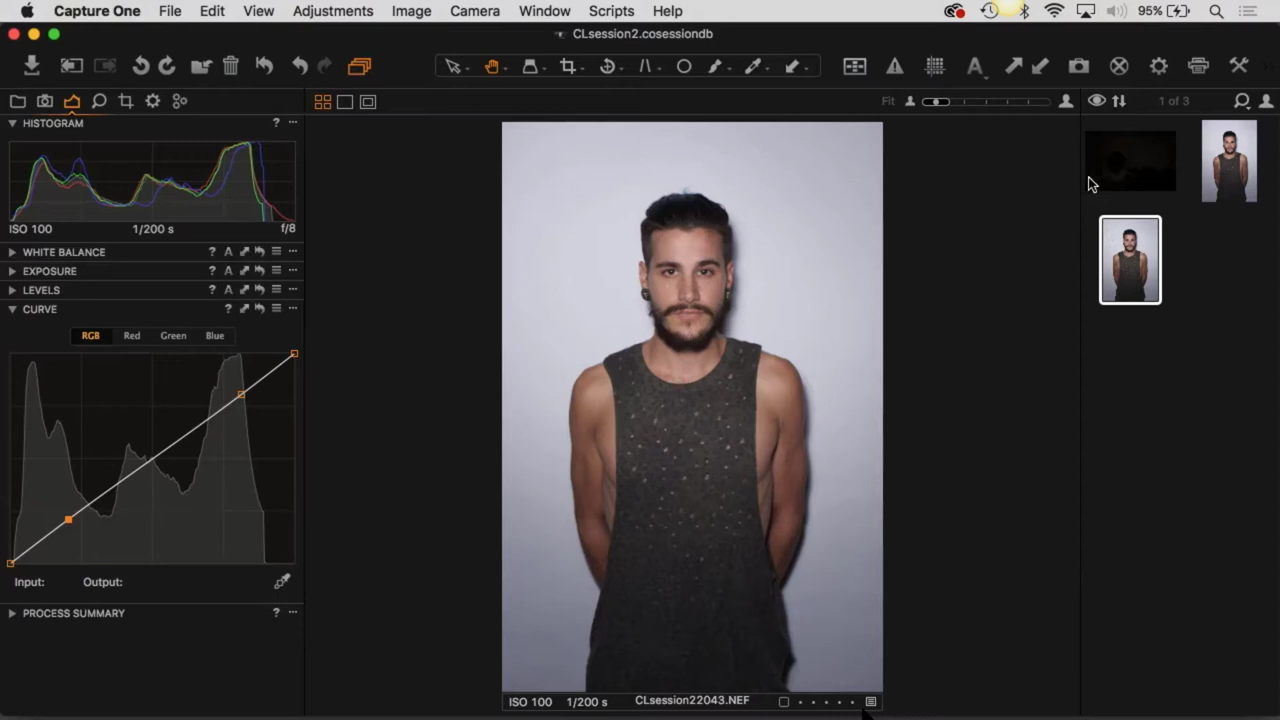 Capture One File Edit View Adjustments Image Camera Window Scripts Help 95%
CLsession2.cosessiondb
Fit 1 of 3
HISTOGRAM ?
ISO 100 1/200 s f/8
WHITE BALANCE ? A
EXPOSURE ? A
LEVELS ? A
CURVE ?
RGB Red Green Blue
Input: Output:
PROCESS SUMMARY ?
ISO 100 1/200 s CLsession22043.NEF